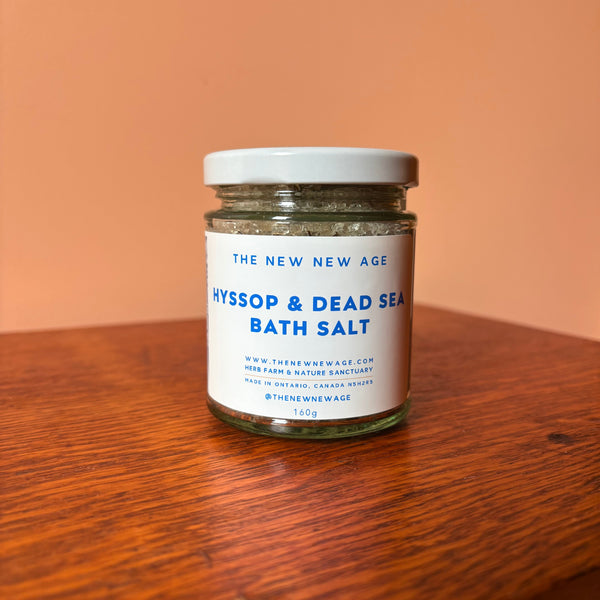 THE NEW NEW AGE
HYSSOP & DEAD SEA
BATH SALT
WWW.THENEWNEWAGE.COM
HERB FARM & NATURE SANCTUARY
MADE IN ONTARIO, CANADA N5H2R5
@THENEWNEWAGE
160g